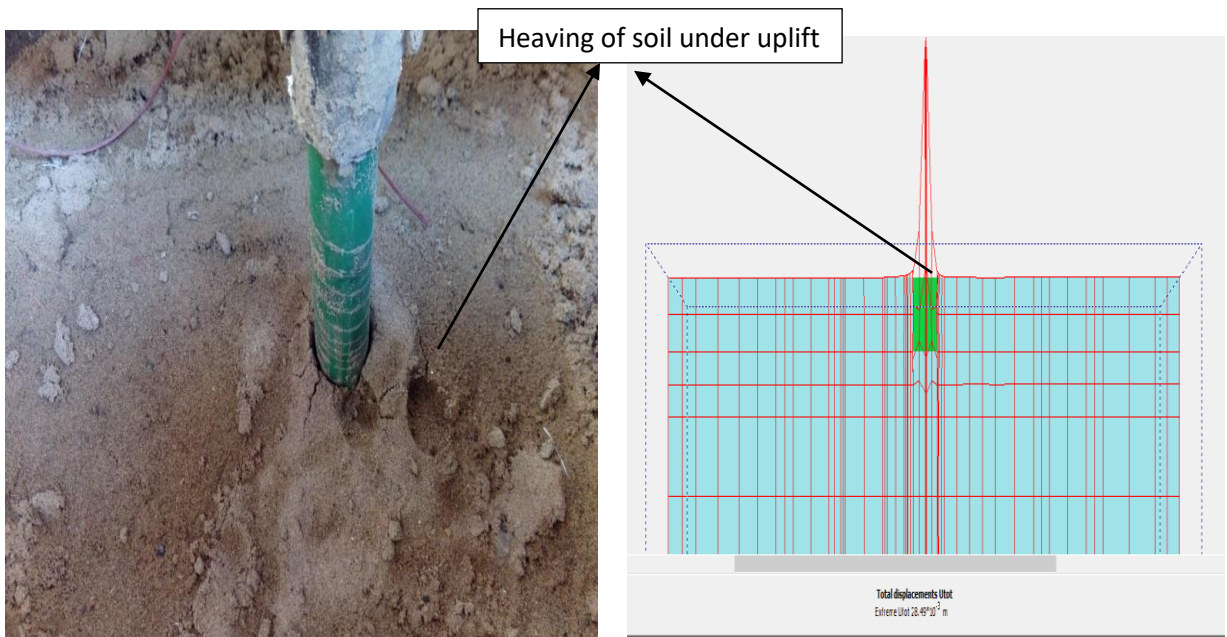 Heaving of soil under uplift
Total displacements Utot
Extreme Utot 28.49*10⁻³ m